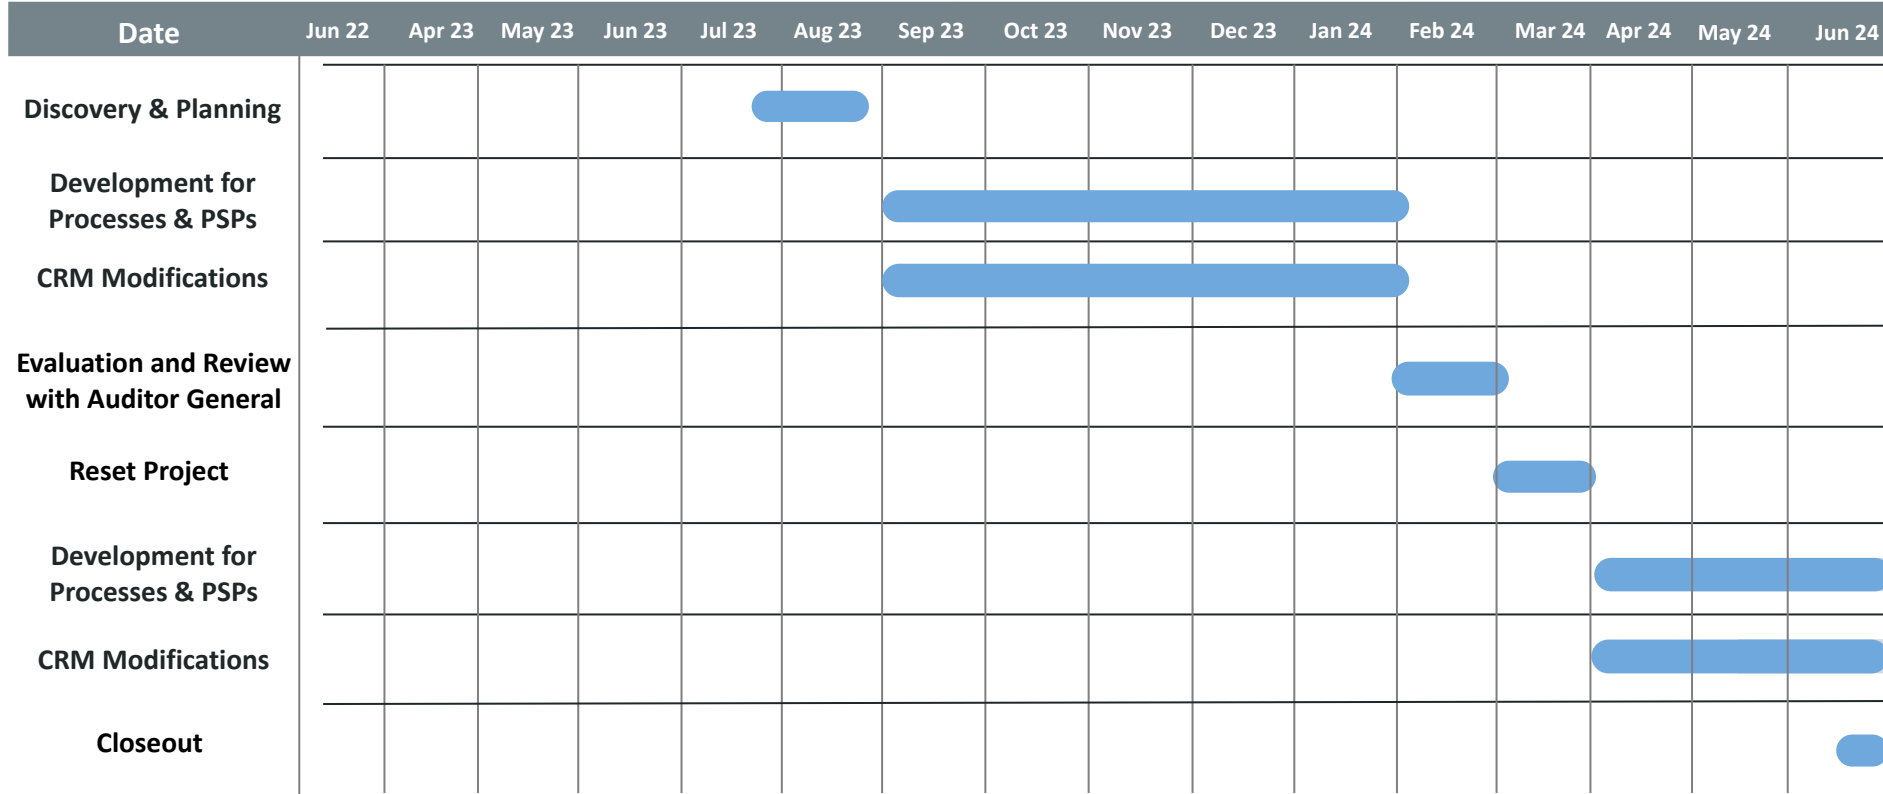 Date Jun 22 Apr 23 May 23 Jun 23 Jul 23 Aug 23 Sep 23 Oct 23 Nov 23 Dec 23 Jan 24 Feb 24 Mar 24 Apr 24 May 24 Jun 24
Discovery & Planning
Development for
Processes & PSPs
CRM Modifications
Evaluation and Review
with Auditor General
Reset Project
Development for
Processes & PSPs
CRM Modifications
Closeout